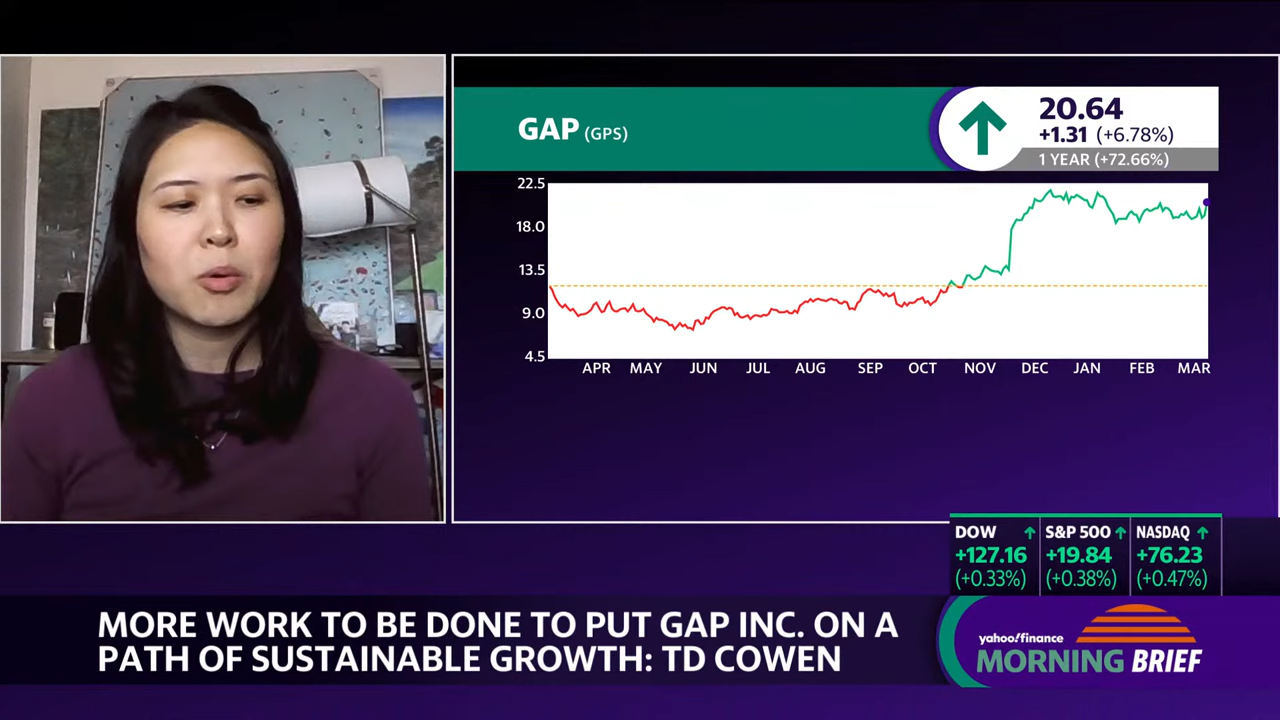 GAP (GPS)
20.64
+1.31 (+6.78%)
1 YEAR (+72.66%)
22.5
18.0
13.5
9.0
4.5
APR MAY JUN JUL AUG SEP OCT NOV DEC JAN FEB MAR
DOW S&P 500 NASDAQ
+127.16 +19.84 +76.23
(+0.33%) (+0.38%) (+0.47%)
MORE WORK TO BE DONE TO PUT GAP INC. ON A
PATH OF SUSTAINABLE GROWTH: TD COWEN
yahoo!finance
MORNING BRIEF